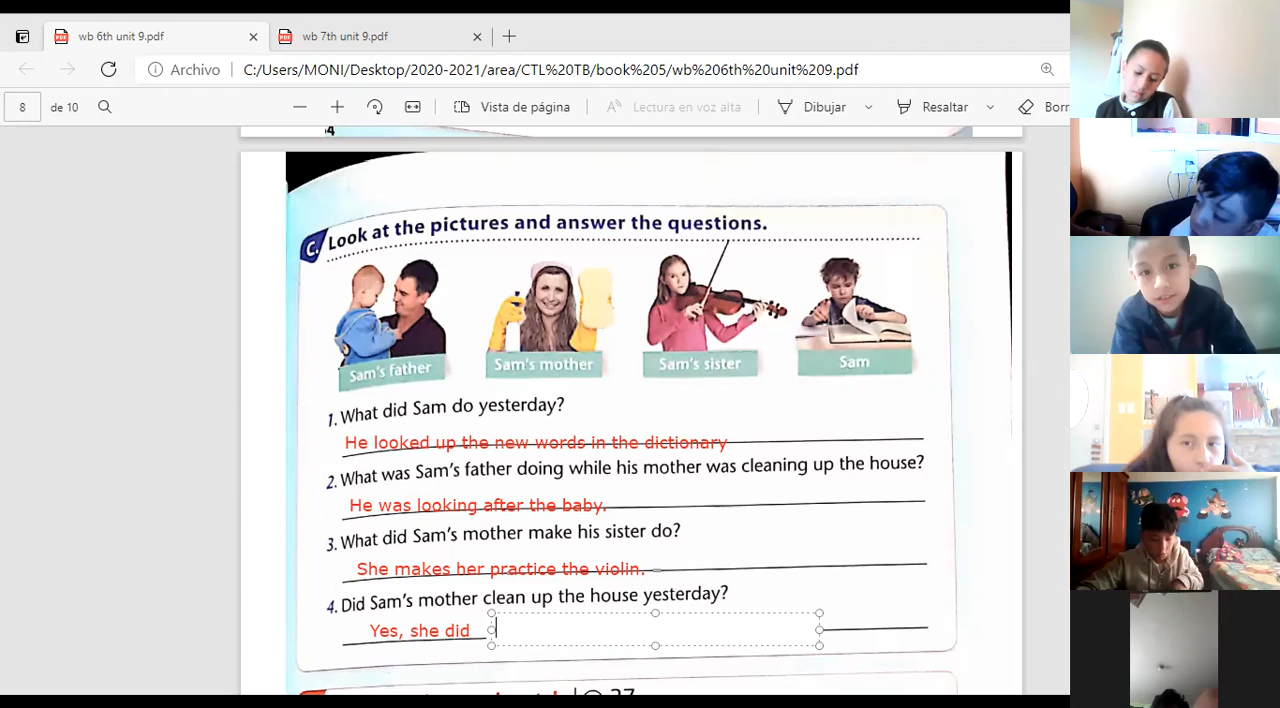 wb 6th unit 9.pdf
wb 7th unit 9.pdf
Archivo
C:/Users/MONI/Desktop/2020-2021/area/CTL%20TB/book%205/wb%206th%20unit%209.pdf
8 de 10
Vista de página
Lectura en voz alta
Dibujar
Resaltar
Borr
C. Look at the pictures and answer the questions.
Sam's father
Sam's mother
Sam's sister
Sam
1. What did Sam do yesterday?
He looked up the new words in the dictionary
2. What was Sam's father doing while his mother was cleaning up the house?
He was looking after the baby.
3. What did Sam's mother make his sister do?
She makes her practice the violin.
4. Did Sam's mother clean up the house yesterday?
Yes, she did